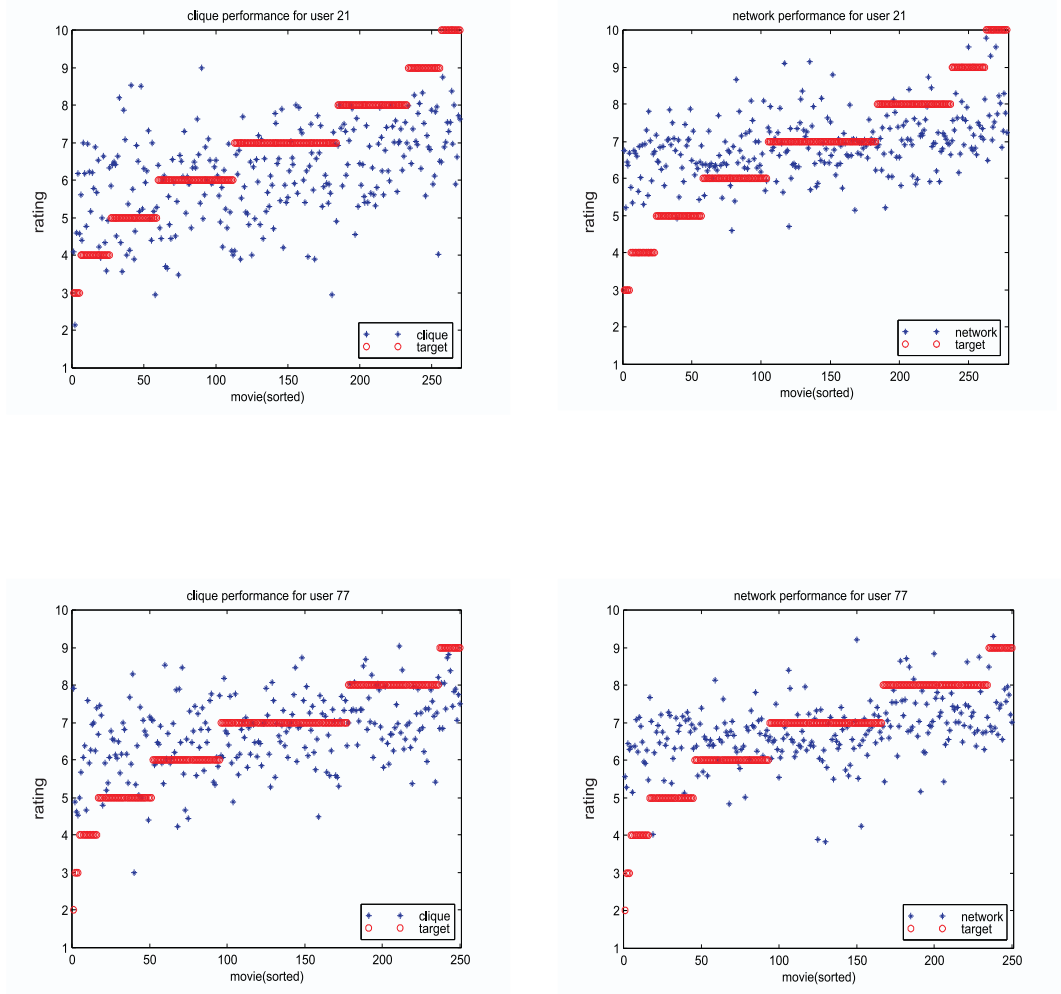 clique performance for user 21
10
9
8
7
6
5
4
3
2
1
rating
0 50 100 150 200 250
movie(sorted)
clique
target
network performance for user 21
10
9
8
7
6
5
4
3
2
1
rating
0 50 100 150 200 250
movie(sorted)
network
target
clique performance for user 77
10
9
8
7
6
5
4
3
2
1
rating
0 50 100 150 200 250
movie(sorted)
clique
target
network performance for user 77
10
9
8
7
6
5
4
3
2
1
rating
0 50 100 150 200 250
movie(sorted)
network
target